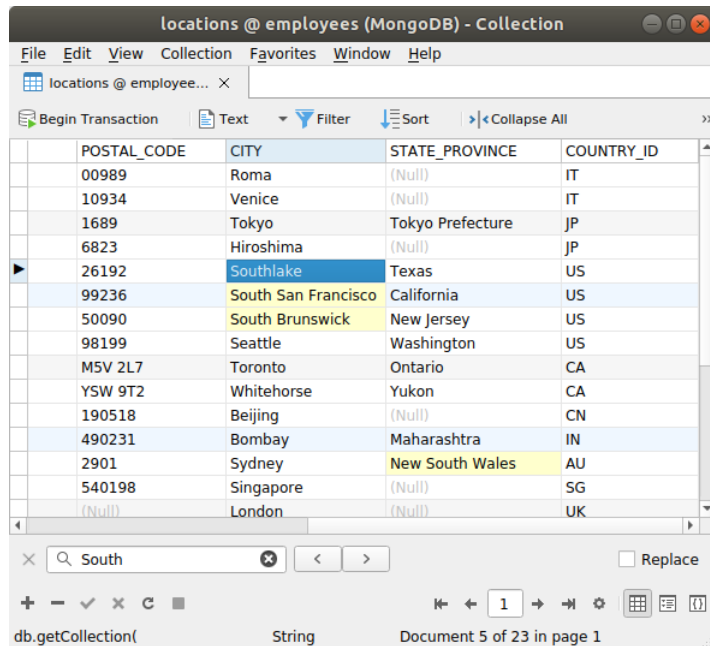 locations @ employees (MongoDB) - Collection
File Edit View Collection Favorites Window Help
locations @ employee...
Begin Transaction Text Filter Sort Collapse All
POSTAL_CODE CITY STATE_PROVINCE COUNTRY_ID
00989 Roma (Null) IT
10934 Venice (Null) IT
1689 Tokyo Tokyo Prefecture JP
6823 Hiroshima (Null) JP
26192 Southlake Texas US
99236 South San Francisco California US
50090 South Brunswick New Jersey US
98199 Seattle Washington US
M5V 2L7 Toronto Ontario CA
YSW 9T2 Whitehorse Yukon CA
190518 Beijing (Null) CN
490231 Bombay Maharashtra IN
2901 Sydney New South Wales AU
540198 Singapore (Null) SG
(Null) London (Null) UK
South Replace
1
db.getCollection( String Document 5 of 23 in page 1